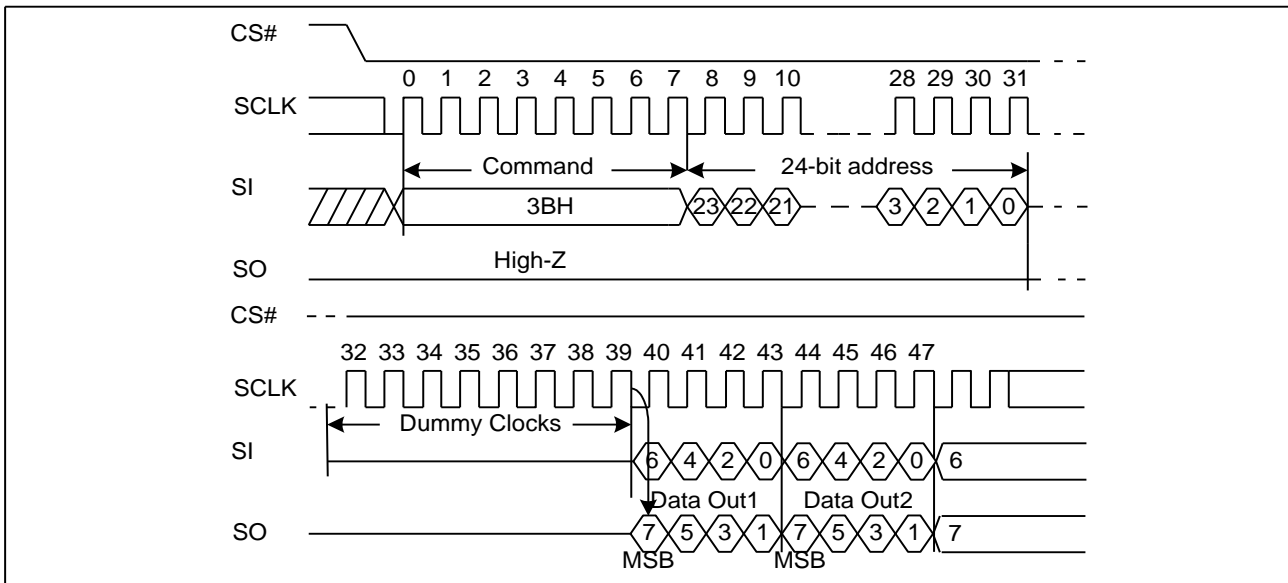 CS#
0 1 2 3 4 5 6 7 8 9 10 28 29 30 31
SCLK
Command 24-bit address
SI
3BH 23 22 21 3 2 1 0
High-Z
SO
CS#
32 33 34 35 36 37 38 39 40 41 42 43 44 45 46 47
SCLK
Dummy Clocks
SI
6 4 2 0 6 4 2 0 6
Data Out1 Data Out2
SO
7 5 3 1 7 5 3 1 7
MSB MSB